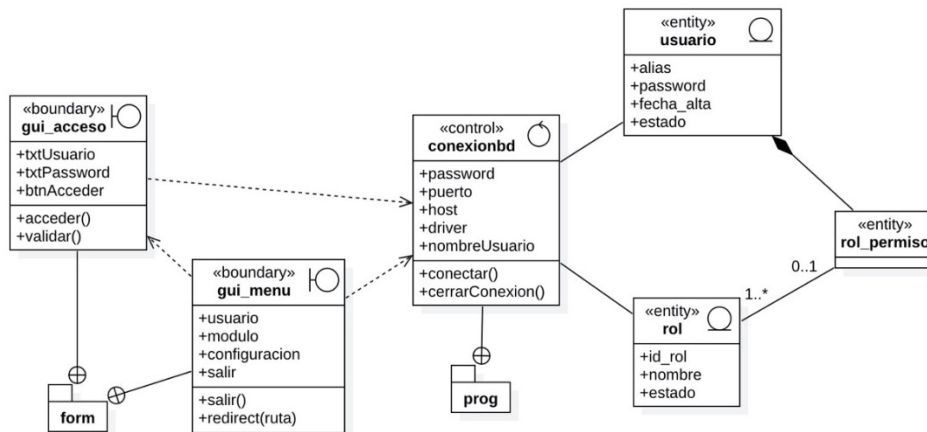 «entity»
usuario
+alias
+password
+fecha_alta
+estado
«boundary»
gui_acceso
+txtUsuario
+txtPassword
+btnAcceder
+acceder()
+validar()
«control»
conexionbd
+password
+puerto
+host
+driver
+nombreUsuario
+conectar()
+cerrarConexion()
«entity»
rol_permiso
0..1
1..*
«boundary»
gui_menu
+usuario
+modulo
+configuracion
+salir
+salir()
+redirect(ruta)
«entity»
rol
+id_rol
+nombre
+estado
form
prog